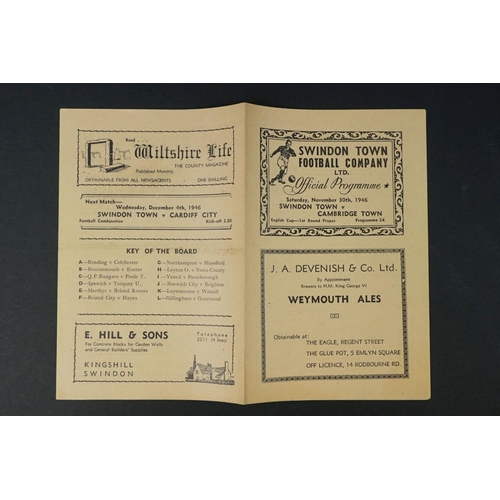 Read . . .
Wiltshire Life
THE COUNTY MAGAZINE
Published Monthly
OBTAINABLE FROM ALL NEWSAGENTS ONE SHILLING
Next Match—
Wednesday, December 4th, 1946
SWINDON TOWN v CARDIFF CITY
Football Combination Kick-off 2.30
KEY OF THE BOARD
A—Reading v Colchester
B—Bournemouth v Exeter
C—Q.P.Rangers v Poole T.
D—Ipswich v Torquay U.
E—Merthyr v Bristol Rovers
F—Bristol City v Hayes
G—Northampton v Mansfield
H—Leyton O. v Notts County
I—Yeovil v Peterborough
J—Norwich City v Brighton
K—Leytonstone v Walsall
L—Gillingham v Gravesend
E. HILL & SONS
Telephone
2211 (4 lines)
For Concrete Blocks for Garden Walls
and General Builders' Supplies
KINGSHILL
SWINDON
SWINDON TOWN
FOOTBALL COMPANY
LTD.
Official Programme
Saturday, November 30th, 1946
SWINDON TOWN v
CAMBRIDGE TOWN
English Cup—1st Round Proper Programme 2d.
J. A. DEVENISH & Co. Ltd.
By Appointment
Brewers to H.M. King George VI
WEYMOUTH ALES
Obtainable at:
THE EAGLE, REGENT STREET
THE GLUE POT, 5 EMLYN SQUARE
OFF LICENCE, 14 RODBOURNE RD.